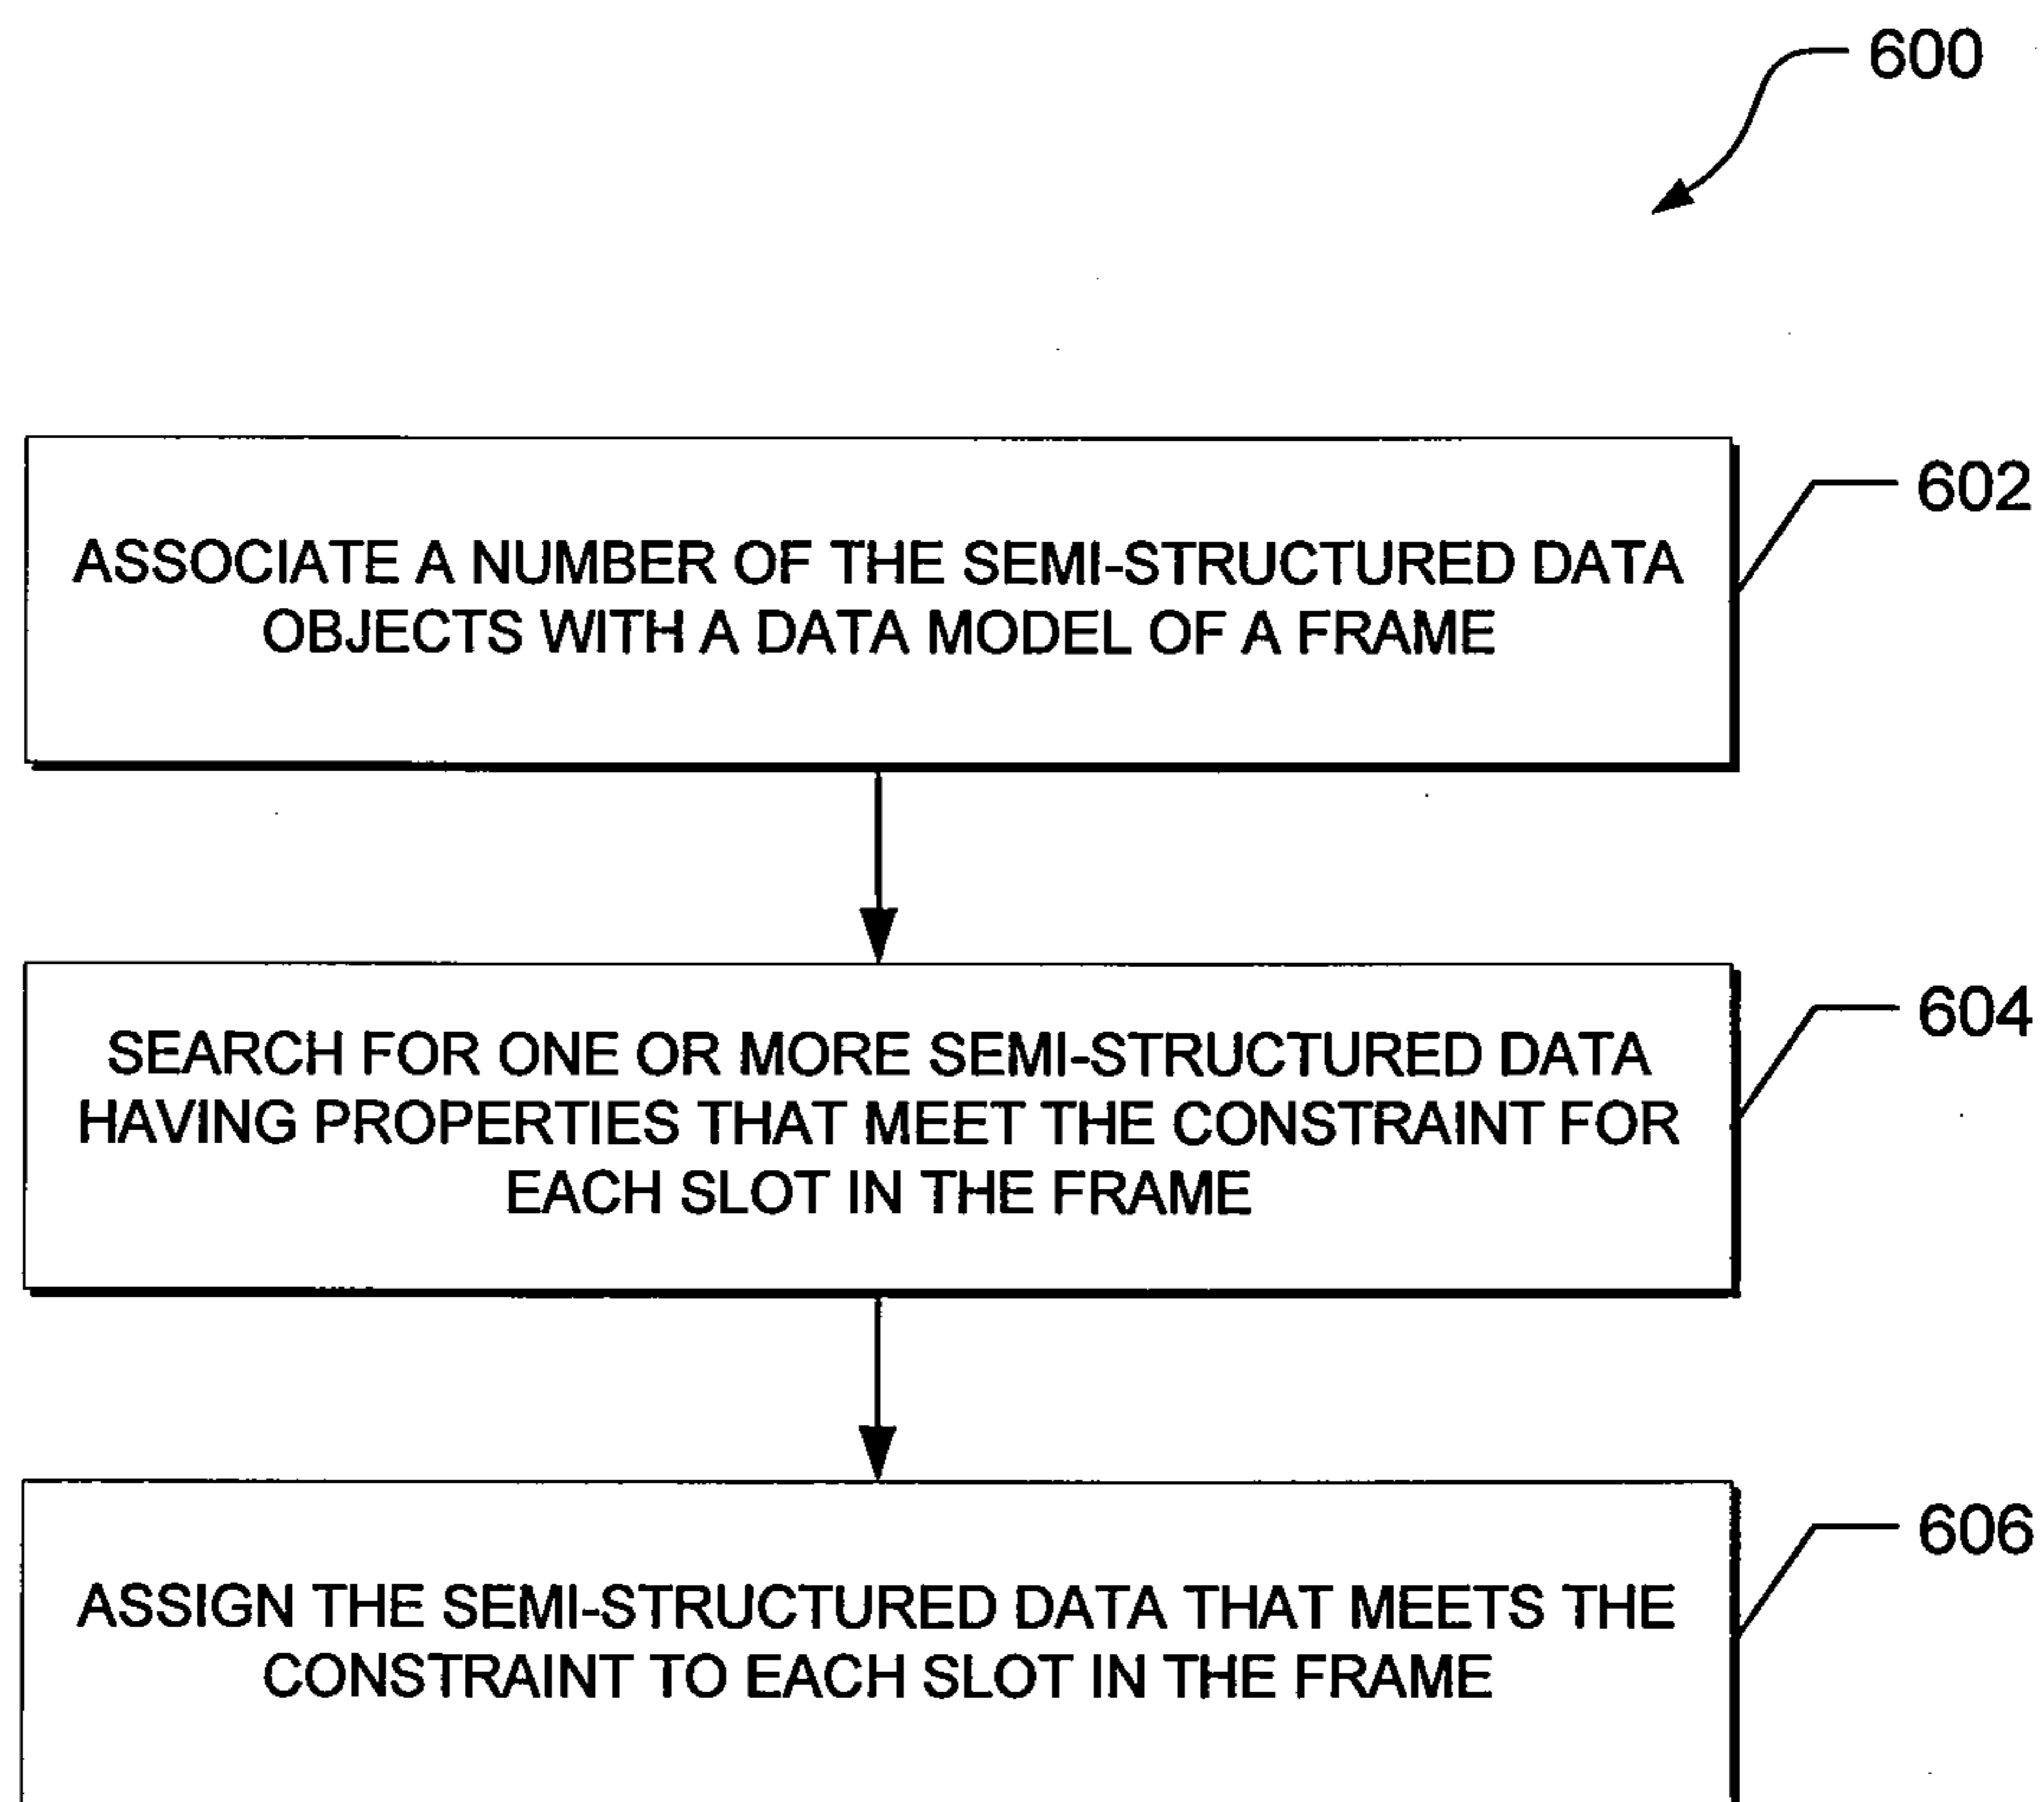 600
602
ASSOCIATE A NUMBER OF THE SEMI-STRUCTURED DATA
OBJECTS WITH A DATA MODEL OF A FRAME
604
SEARCH FOR ONE OR MORE SEMI-STRUCTURED DATA
HAVING PROPERTIES THAT MEET THE CONSTRAINT FOR
EACH SLOT IN THE FRAME
606
ASSIGN THE SEMI-STRUCTURED DATA THAT MEETS THE
CONSTRAINT TO EACH SLOT IN THE FRAME